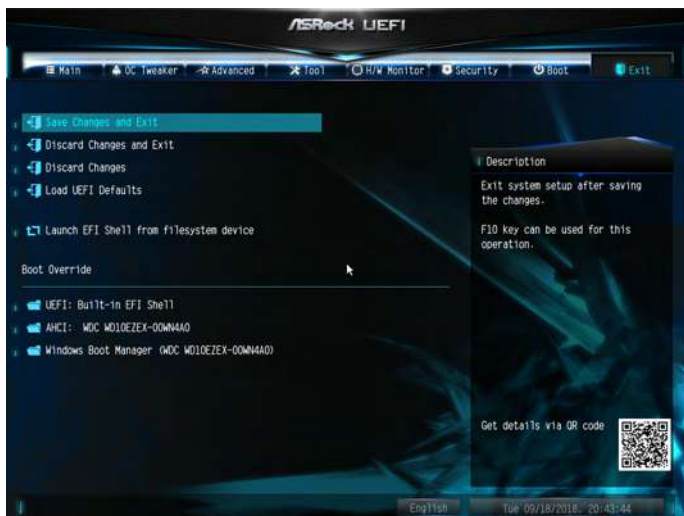 ASRock UEFI
Main OC Tweaker Advanced Tool H/W Monitor Security Boot Exit
Save Changes and Exit
Discard Changes and Exit
Discard Changes
Load UEFI Defaults
Launch EFI Shell from filesystem device
Boot Override
UEFI: Built-in EFI Shell
AHCI: WDC WD10EZEX-00WN4A0
Windows Boot Manager (WDC WD10EZEX-00WN4A0)
Description
Exit system setup after saving
the changes.
F10 key can be used for this
operation.
Get details via QR code
English Tue 09/18/2018. 20:43:44